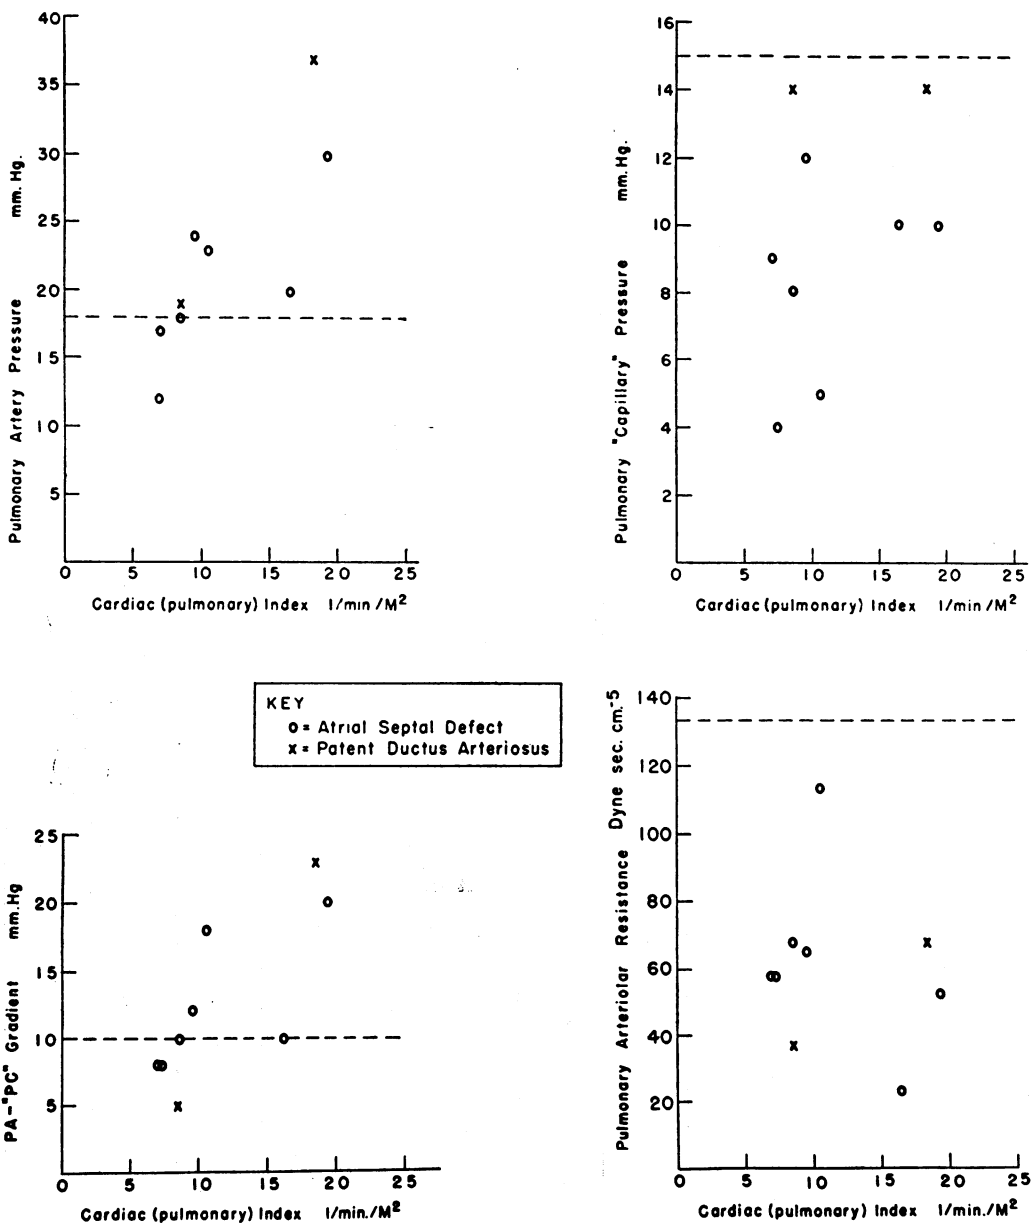 Pulmonary Artery Pressure mm. Hg.
40
35
30
25
20
15
10
5
0 5 10 15 20 25
Cardiac (pulmonary) Index l/min./M²
Pulmonary "Capillary" Pressure mm. Hg.
16
14
12
10
8
6
4
2
0 5 10 15 20 25
Cardiac (pulmonary) Index l/min./M²
KEY
o = Atrial Septal Defect
x = Patent Ductus Arteriosus
PA-"PC" Gradient mm.Hg
25
20
15
10
5
0 5 10 15 20 25
Cardiac (pulmonary) Index l/min./M²
Pulmonary Arteriolar Resistance Dyne sec. cm.-5
140
120
100
80
60
40
20
0 5 10 15 20 25
Cardiac (pulmonary) Index l/min./M²